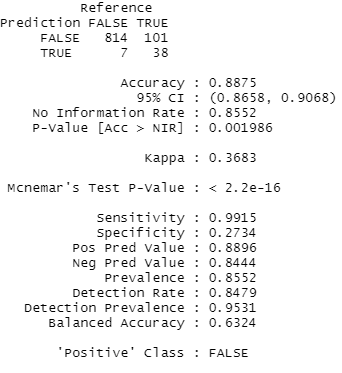 Reference
Prediction FALSE TRUE
FALSE 814 101
TRUE 7 38
Accuracy : 0.8875
95% CI : (0.8658, 0.9068)
No Information Rate : 0.8552
P-Value [Acc > NIR] : 0.001986
Kappa : 0.3683
Mcnemar's Test P-Value : < 2.2e-16
Sensitivity : 0.9915
Specificity : 0.2734
Pos Pred Value : 0.8896
Neg Pred Value : 0.8444
Prevalence : 0.8552
Detection Rate : 0.8479
Detection Prevalence : 0.9531
Balanced Accuracy : 0.6324
'Positive' Class : FALSE